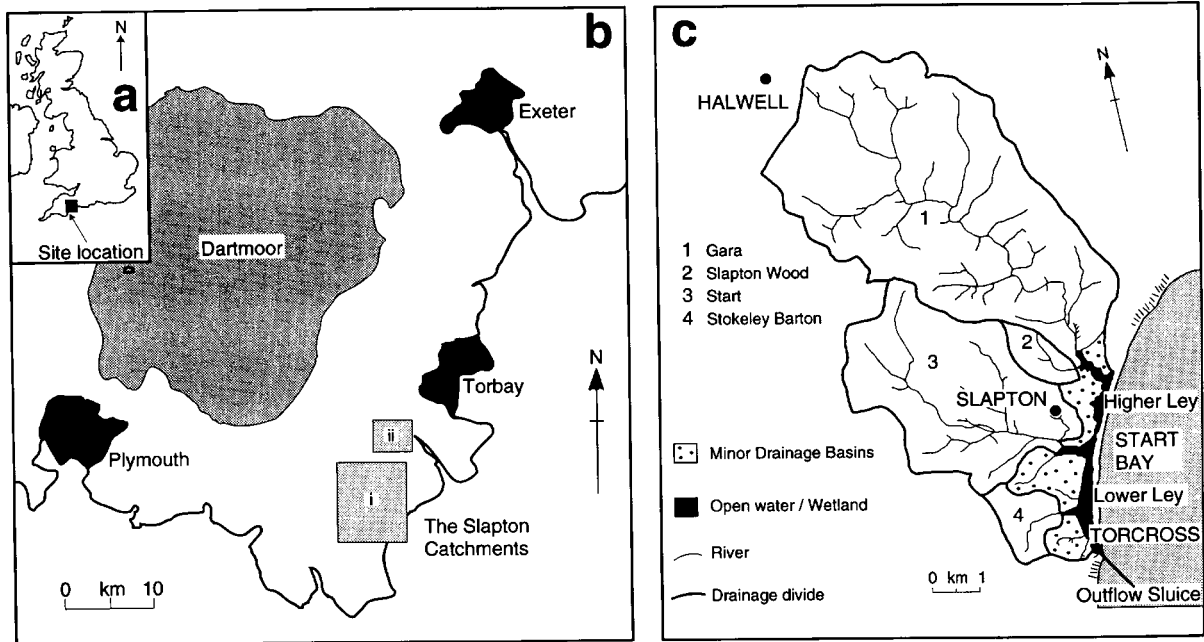 N
a
Site location
b
Exeter
Dartmoor
Torbay
Plymouth
ii
i
The Slapton
Catchments
N
0 km 10
c
N
HALWELL
1
1 Gara
2 Slapton Wood
3 Start
4 Stokeley Barton
2
3
SLAPTON
Higher Ley
START
BAY
Minor Drainage Basins
Lower Ley
Open water / Wetland
4
TORCROSS
River
0 km 1
Outflow Sluice
Drainage divide